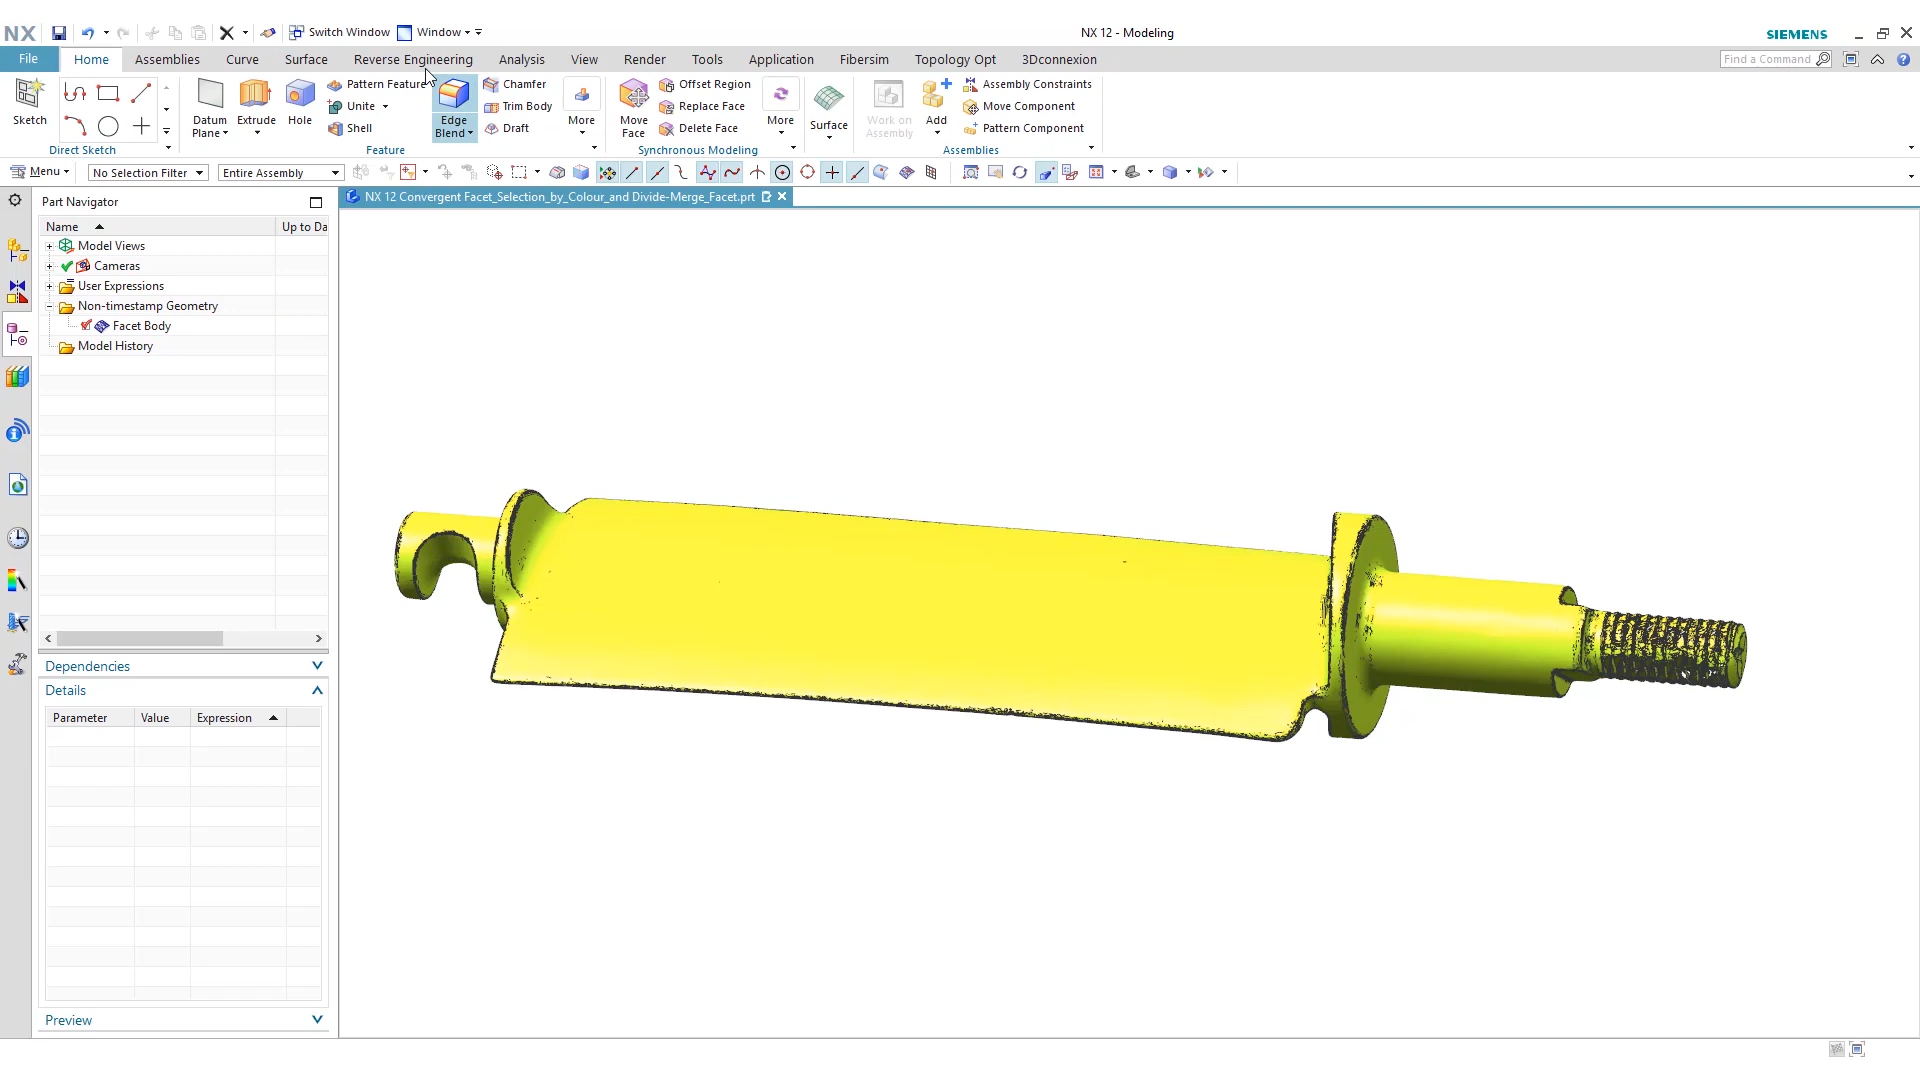 NX Switch Window Window NX 12 - Modeling SIEMENS
File Home Assemblies Curve Surface Reverse Engineering Analysis View Render Tools Application Fibersim Topology Opt 3Dconnexion Find a Command
Sketch
Direct Sketch
Datum Plane
Extrude
Hole
Pattern Feature
Unite
Shell
Edge Blend
Chamfer
Trim Body
Draft
More
Feature
Move Face
Offset Region
Replace Face
Delete Face
More
Synchronous Modeling
Surface
Work on Assembly
Add
Assembly Constraints
Move Component
Pattern Component
Assemblies
Menu No Selection Filter Entire Assembly
Part Navigator
NX 12 Convergent Facet_Selection_by_Colour_and Divide-Merge_Facet.prt
Name Up to Da
Model Views
Cameras
User Expressions
Non-timestamp Geometry
Facet Body
Model History
Dependencies
Details
Parameter Value Expression
Preview